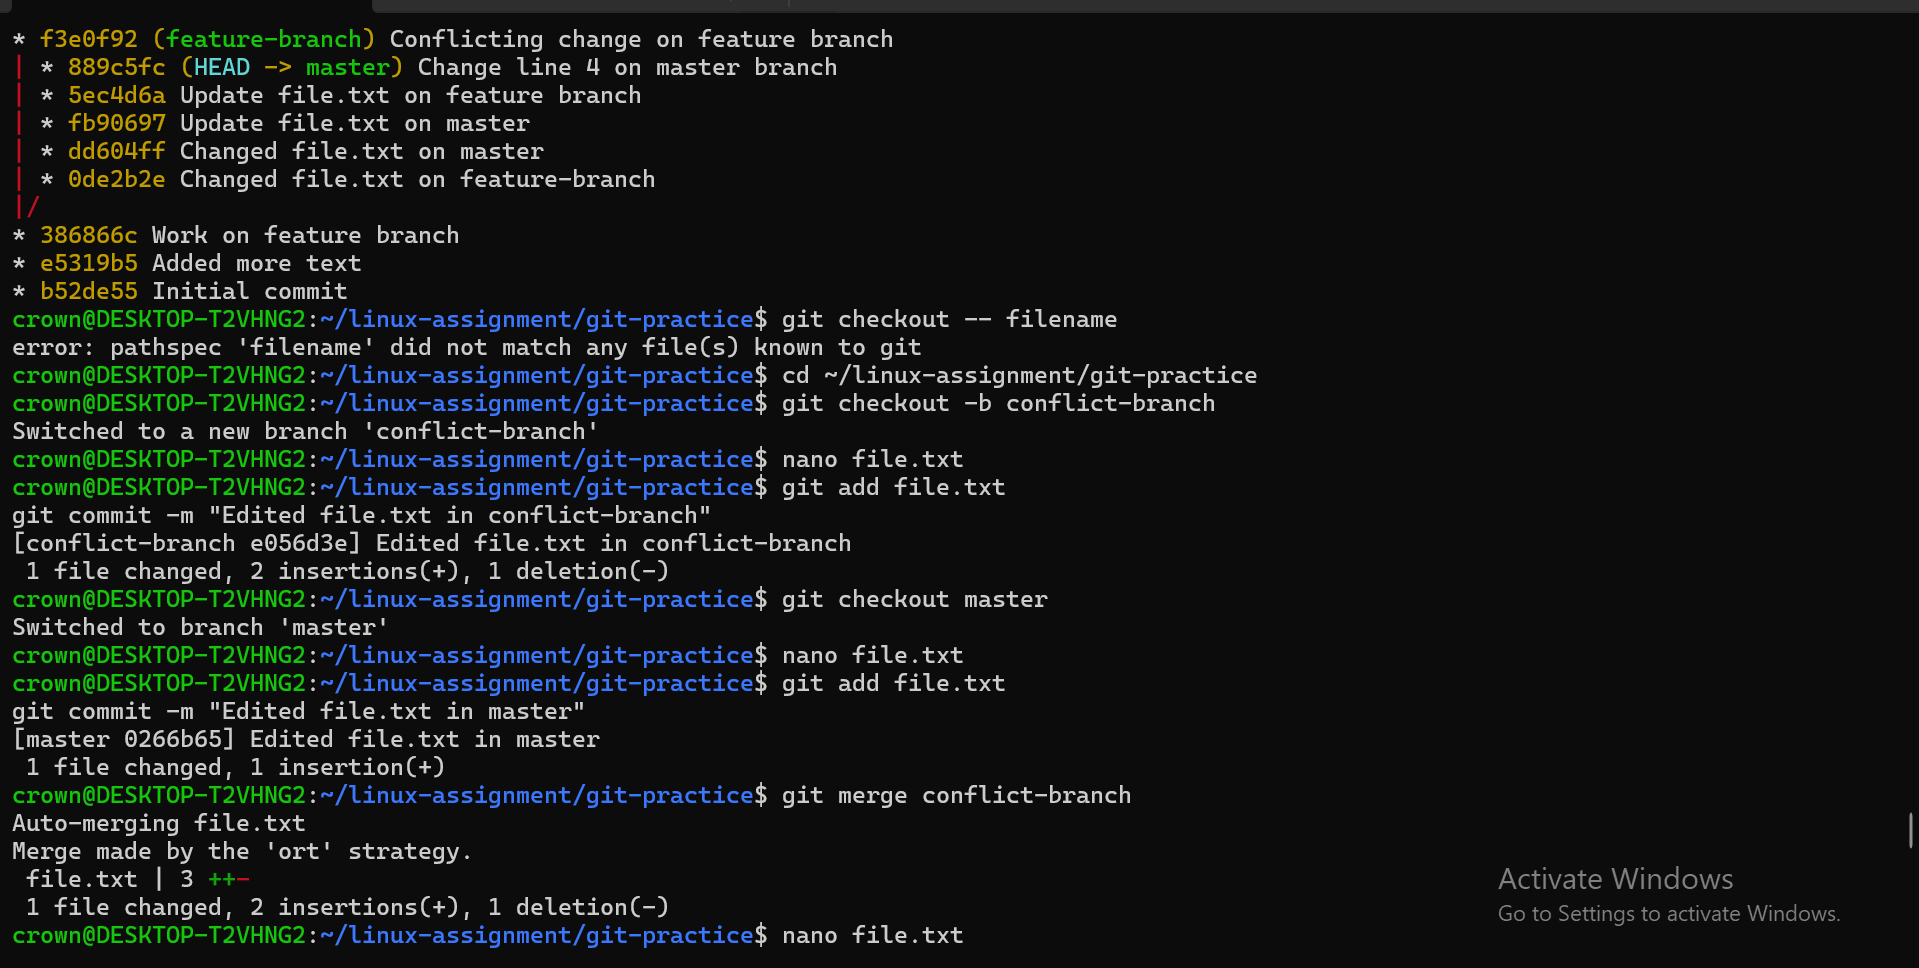 * f3e0f92 (feature-branch) Conflicting change on feature branch
| * 889c5fc (HEAD -> master) Change line 4 on master branch
| * 5ec4d6a Update file.txt on feature branch
| * fb90697 Update file.txt on master
| * dd604ff Changed file.txt on master
| * 0de2b2e Changed file.txt on feature-branch
|/
* 386866c Work on feature branch
* e5319b5 Added more text
* b52de55 Initial commit
crown@DESKTOP-T2VHNG2:~/linux-assignment/git-practice$ git checkout -- filename
error: pathspec 'filename' did not match any file(s) known to git
crown@DESKTOP-T2VHNG2:~/linux-assignment/git-practice$ cd ~/linux-assignment/git-practice
crown@DESKTOP-T2VHNG2:~/linux-assignment/git-practice$ git checkout -b conflict-branch
Switched to a new branch 'conflict-branch'
crown@DESKTOP-T2VHNG2:~/linux-assignment/git-practice$ nano file.txt
crown@DESKTOP-T2VHNG2:~/linux-assignment/git-practice$ git add file.txt
git commit -m "Edited file.txt in conflict-branch"
[conflict-branch e056d3e] Edited file.txt in conflict-branch
 1 file changed, 2 insertions(+), 1 deletion(-)
crown@DESKTOP-T2VHNG2:~/linux-assignment/git-practice$ git checkout master
Switched to branch 'master'
crown@DESKTOP-T2VHNG2:~/linux-assignment/git-practice$ nano file.txt
crown@DESKTOP-T2VHNG2:~/linux-assignment/git-practice$ git add file.txt
git commit -m "Edited file.txt in master"
[master 0266b65] Edited file.txt in master
 1 file changed, 1 insertion(+)
crown@DESKTOP-T2VHNG2:~/linux-assignment/git-practice$ git merge conflict-branch
Auto-merging file.txt
Merge made by the 'ort' strategy.
 file.txt | 3 ++-
 1 file changed, 2 insertions(+), 1 deletion(-)
crown@DESKTOP-T2VHNG2:~/linux-assignment/git-practice$ nano file.txt
Activate Windows
Go to Settings to activate Windows.